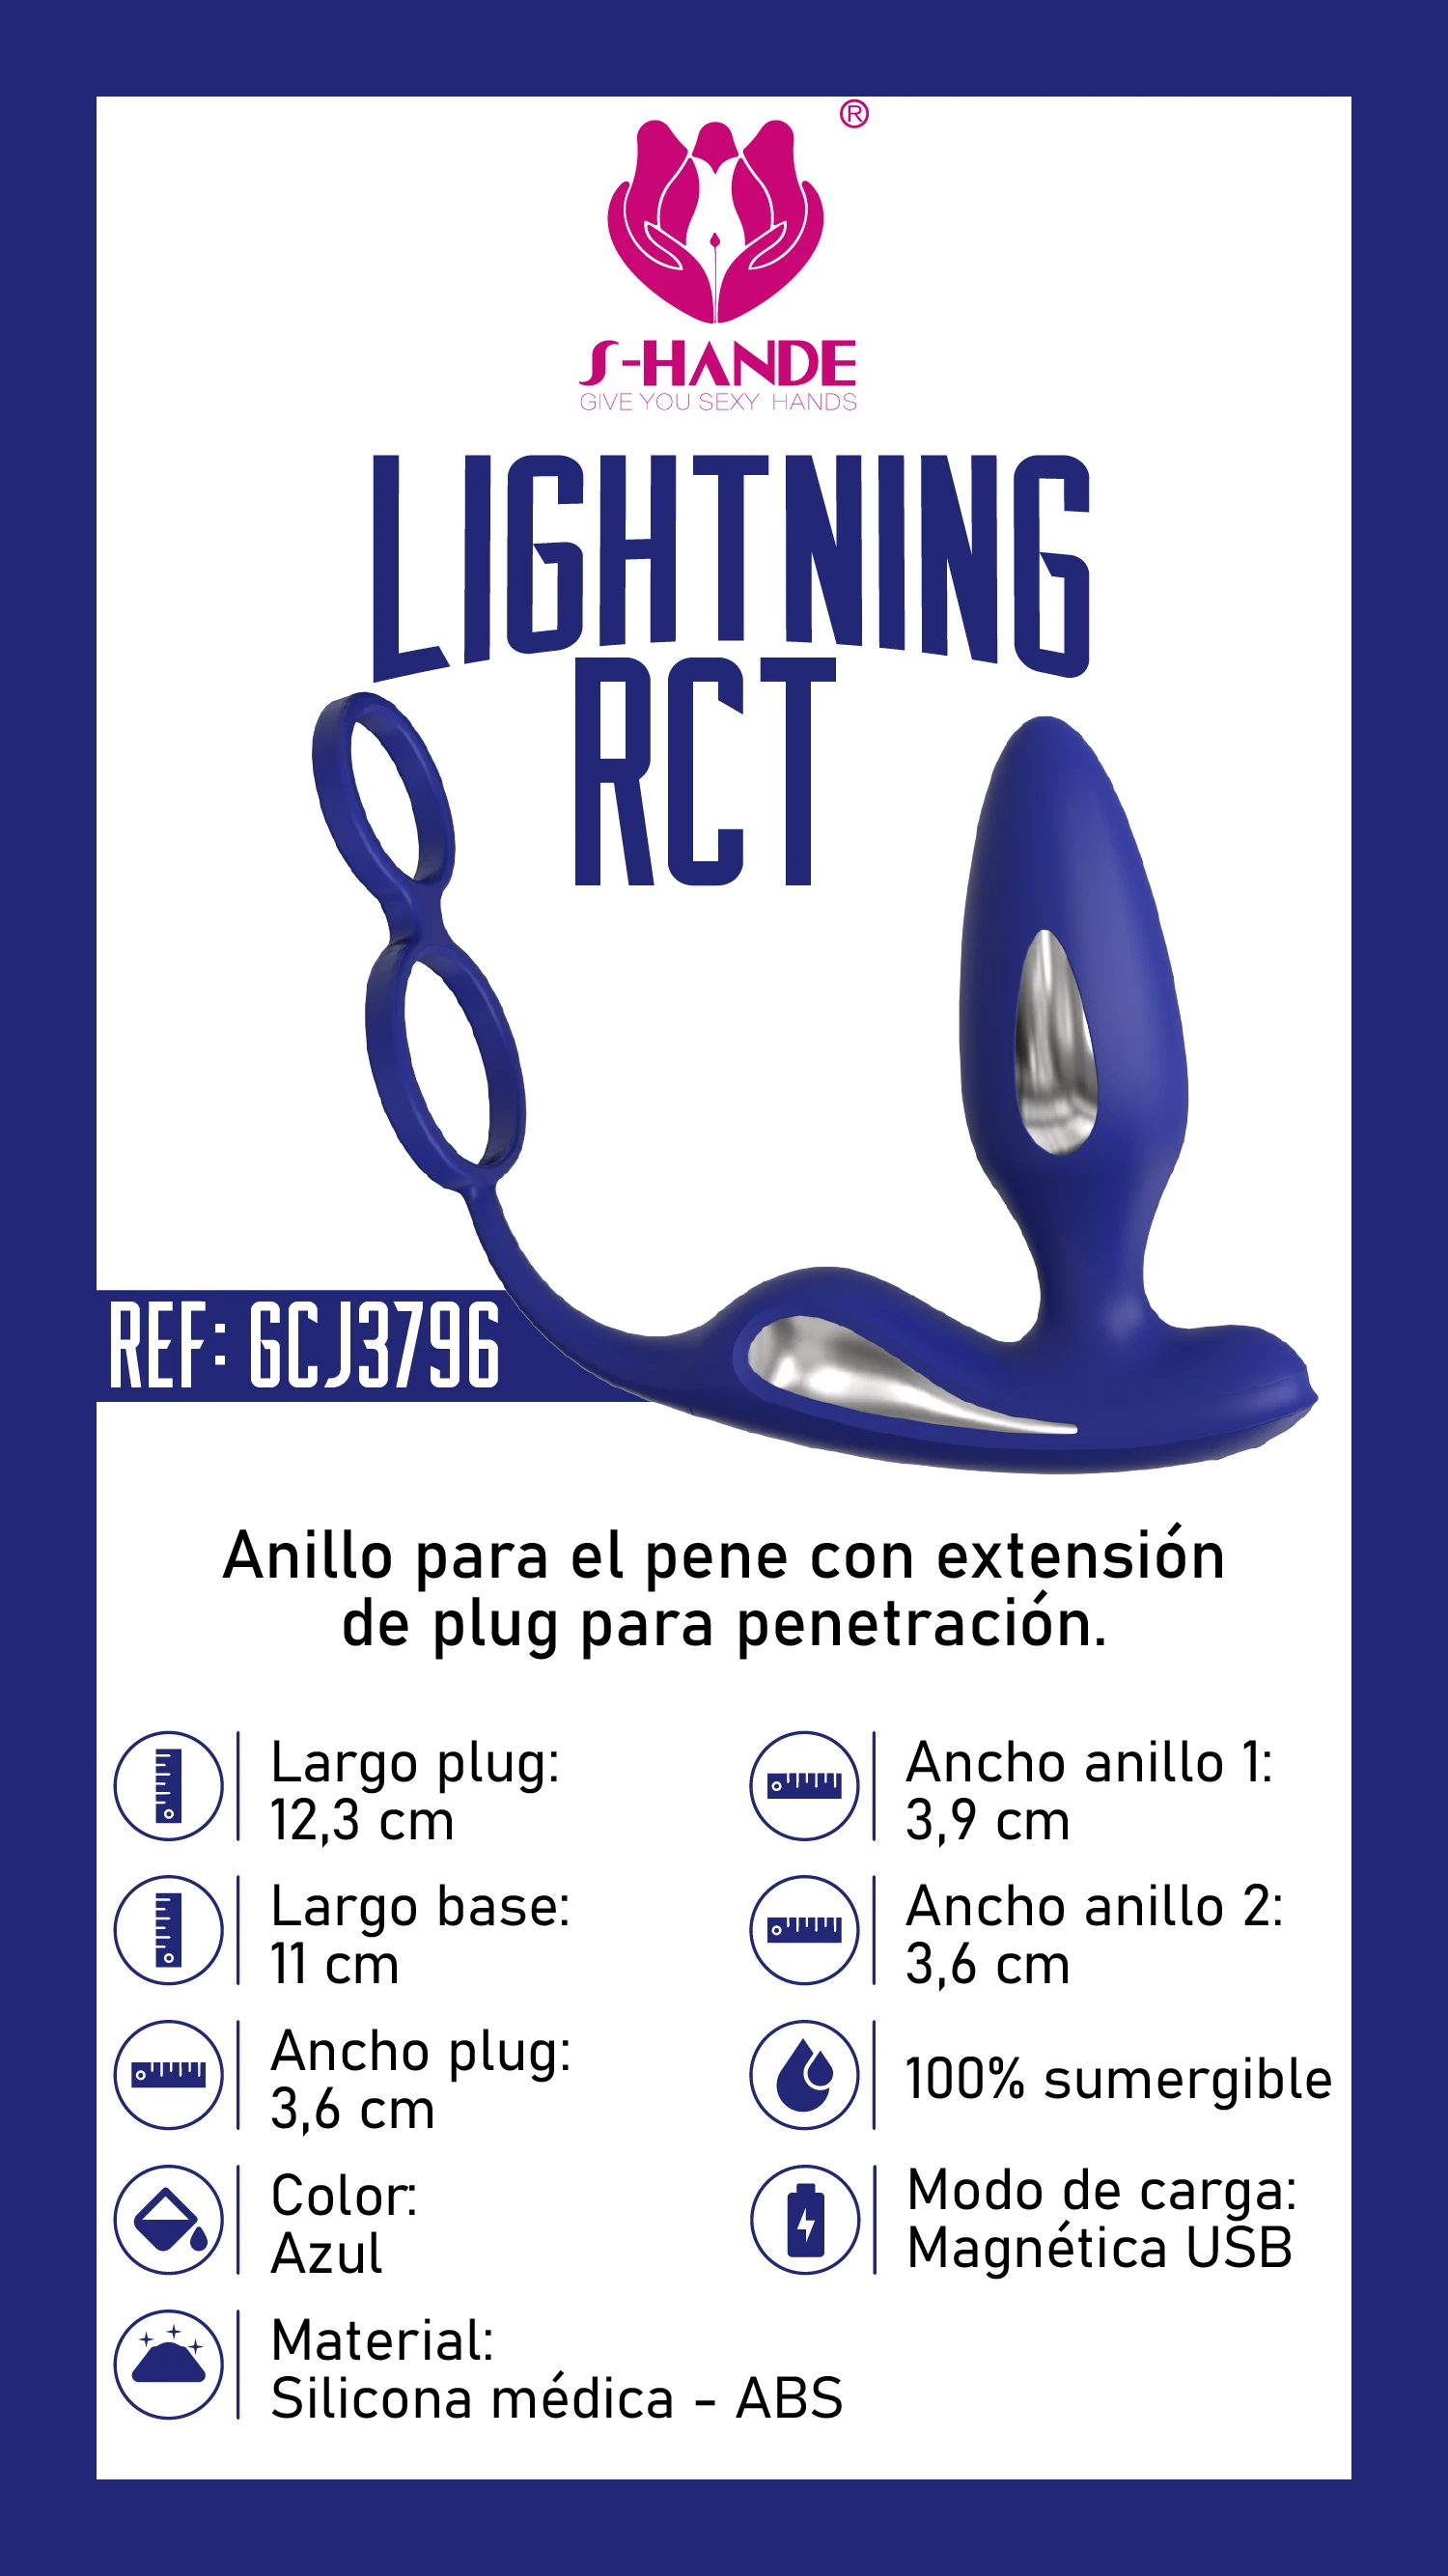 ®
S-HANDE
GIVE YOU SEXY HANDS
LIGHTNING
RCT
REF: GCJ3796
Anillo para el pene con extensión
de plug para penetración.
Largo plug:
12,3 cm
Largo base:
11 cm
Ancho plug:
3,6 cm
Color:
Azul
Material:
Silicona médica - ABS
Ancho anillo 1:
3,9 cm
Ancho anillo 2:
3,6 cm
100% sumergible
Modo de carga:
Magnética USB